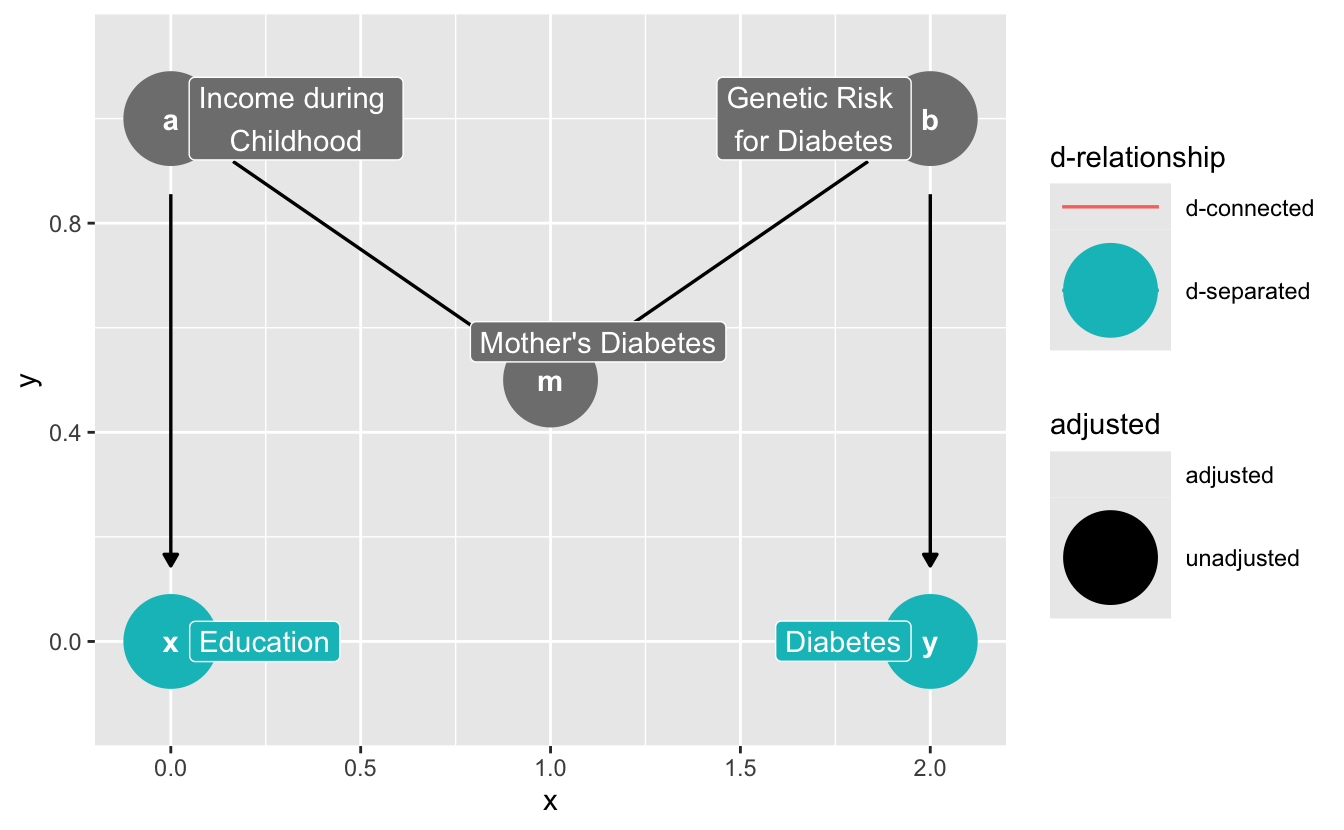 a
Income during
Childhood
Genetic Risk
for Diabetes
b
Mother's Diabetes
m
x
Education
Diabetes
y
0.8
0.4
0.0
y
0.0
0.5
1.0
1.5
2.0
x
d-relationship
d-connected
d-separated
adjusted
adjusted
unadjusted